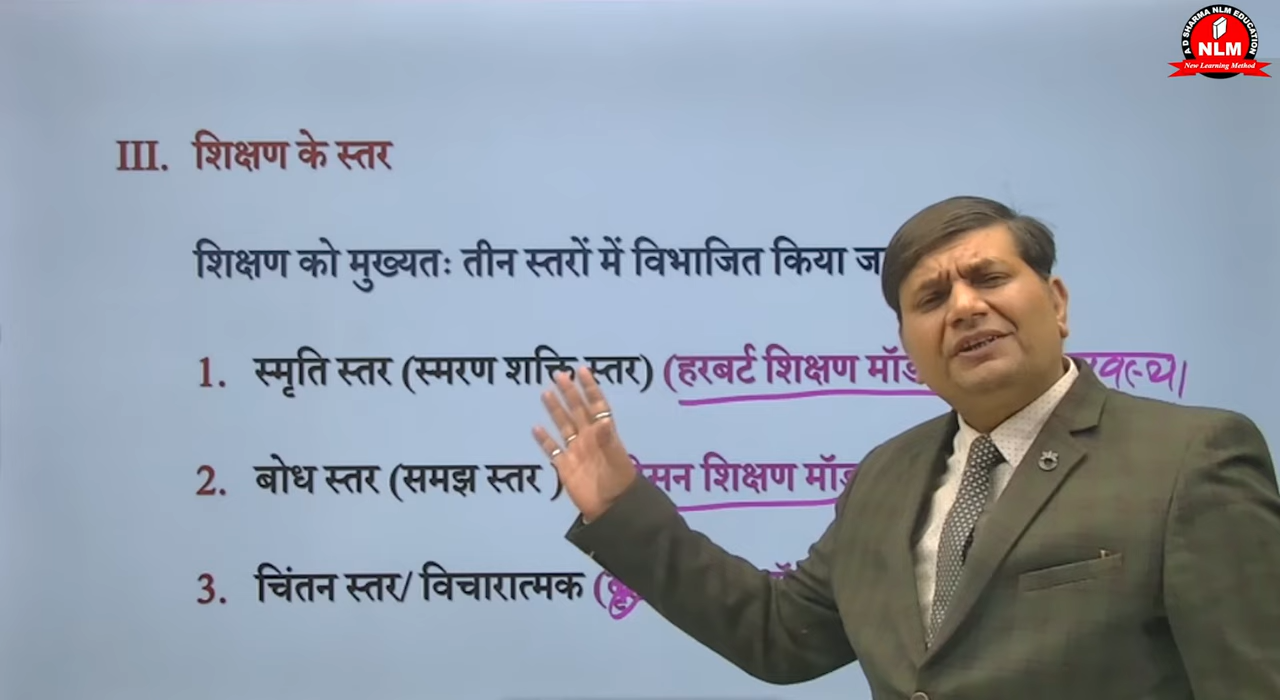 A D SHARMA NLM EDUCATION
NLM
New Learning Method
III. शिक्षण के स्तर
शिक्षण को मुख्यतः तीन स्तरों में विभाजित किया
1. स्मृति स्तर (स्मरण शक्ति स्तर) (हरबर्ट शिक्षण
2. बोध स्तर (समझ स्तर ) शिक्षण
3. चिंतन स्तर/ विचारात्मक